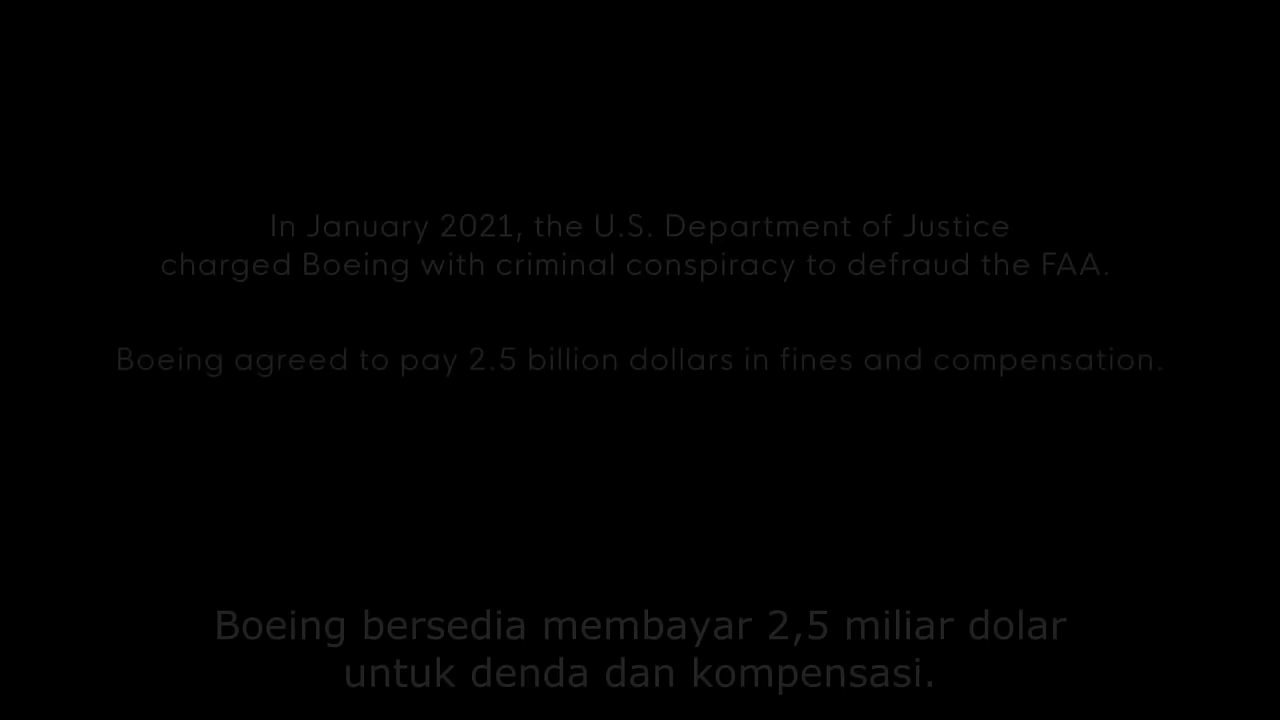 In January 2021, the U.S. Department of Justice
charged Boeing with criminal conspiracy to defraud the FAA.
Boeing agreed to pay 2.5 billion dollars in fines and compensation.
Boeing bersedia membayar 2,5 miliar dolar
untuk denda dan kompensasi.